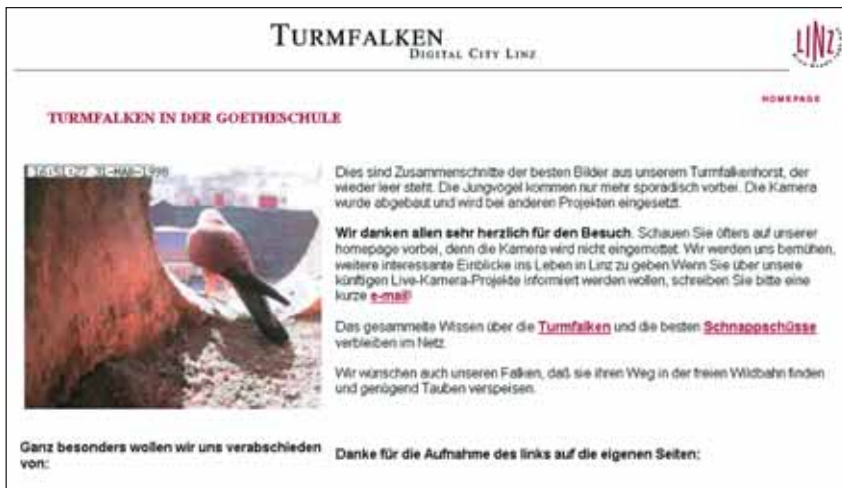 TURMFALKEN
DIGITAL CITY LINZ
LINZ
HOMEPAGE
TURMFALKEN IN DER GOETHESCHULE
Dies sind Zusammenschnitte der besten Bilder aus unserem Turmfalkenhorst, der
wieder leer steht. Die Jungvögel kommen nur mehr sporadisch vorbei. Die Kamera
wurde abgebaut und wird bei anderen Projekten eingesetzt.
Wir danken allen sehr herzlich für den Besuch. Schauen Sie öfters auf unserer
homepage vorbei, denn die Kamera wird nicht eingemottet. Wir werden uns bemühen,
weitere interessante Einblicke ins Leben in Linz zu geben.Wenn Sie über unsere
künftigen Live-Kamera-Projekte informiert werden wollen, schreiben Sie bitte eine
kurze e-mail!
Das gesammelte Wissen über die Turmfalken und die besten Schnappschüsse
verbleiben im Netz.
Wir wünschen auch unseren Falken, daß sie ihren Weg in der freien Wildbahn finden
und genügend Tauben verspeisen.
Ganz besonders wollen wir uns verabschieden
von:
Danke für die Aufnahme des links auf die eigenen Seiten: